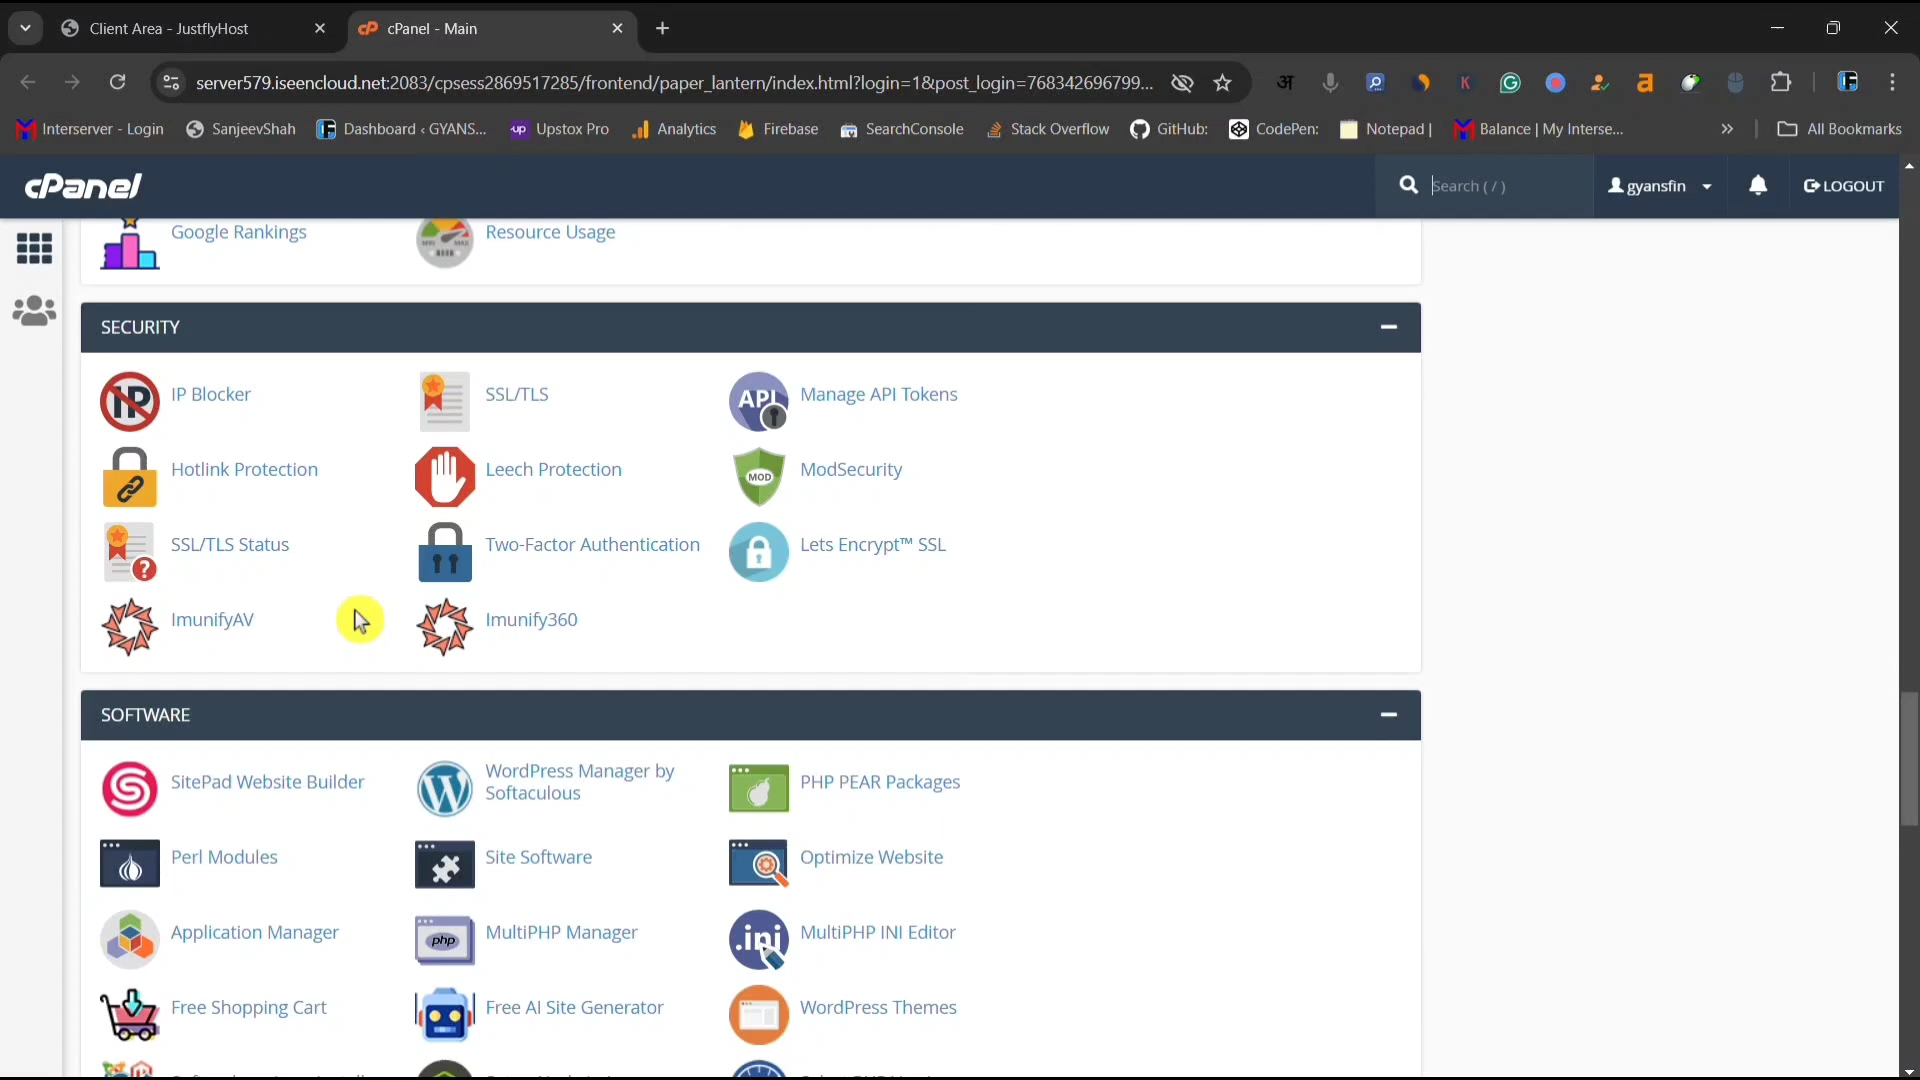 Client Area - JustflyHost
cPanel - Main
server579.iseencloud.net:2083/cpsess2869517285/frontend/paper_lantern/index.html?login=1&post_login=768342696799...
Interserver - Login
SanjeevShah
Dashboard ‹ GYANS...
Upstox Pro
Analytics
Firebase
SearchConsole
Stack Overflow
GitHub:
CodePen:
Notepad |
Balance | My Interse...
All Bookmarks
cPanel
Search ( / )
gyansfin
LOGOUT
Google Rankings
Resource Usage
SECURITY
IP
IP Blocker
SSL/TLS
API
Manage API Tokens
Hotlink Protection
Leech Protection
MOD
ModSecurity
SSL/TLS Status
Two-Factor Authentication
Lets Encrypt™ SSL
ImunifyAV
Imunify360
SOFTWARE
SitePad Website Builder
WordPress Manager by
Softaculous
PHP PEAR Packages
Perl Modules
Site Software
Optimize Website
Application Manager
php
MultiPHP Manager
.ini
MultiPHP INI Editor
Free Shopping Cart
Free AI Site Generator
WordPress Themes